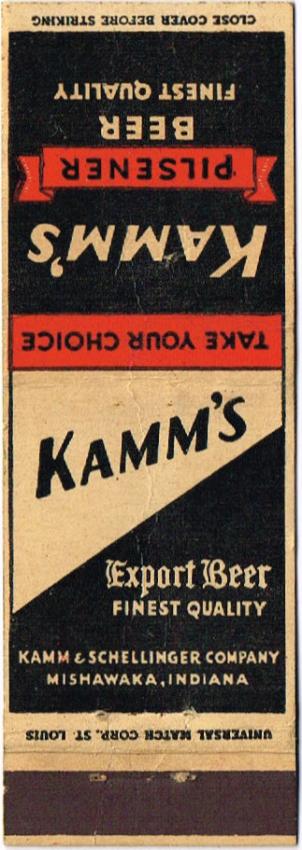 CLOSE COVER BEFORE STRIKING
KAMM'S
PILSENER
BEER
FINEST QUALITY
TAKE YOUR CHOICE
KAMM'S
Export Beer
FINEST QUALITY
KAMM & SCHELLINGER COMPANY
MISHAWAKA, INDIANA
UNIVERSAL MATCH CORP. ST. LOUIS